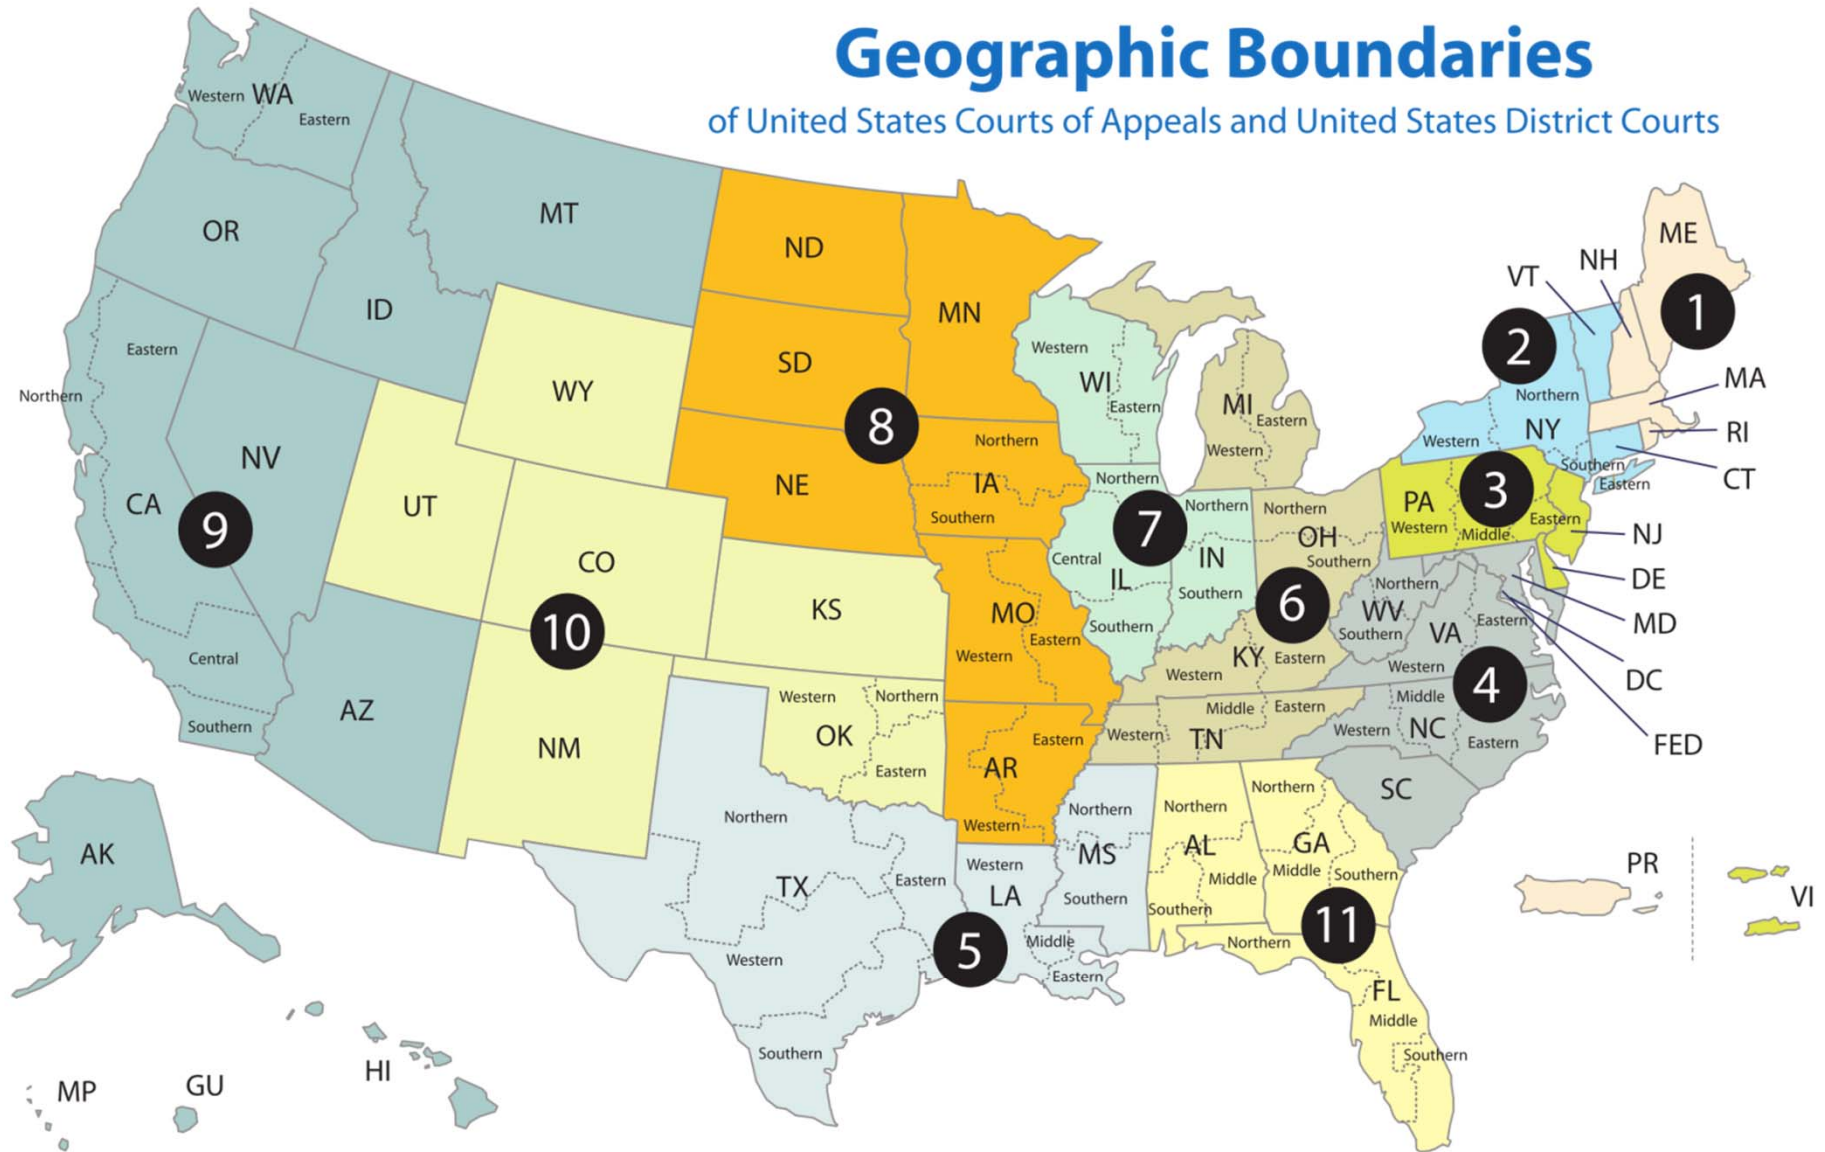 Geographic Boundaries
of United States Courts of Appeals and United States District Courts
Western
WA
Eastern
OR
ID
MT
Northern
Eastern
CA
Central
Southern
NV
9
AZ
AK
HI
GU
MP
WY
UT
CO
10
NM
KS
Western
Northern
OK
Eastern
ND
SD
NE
MN
8
Northern
IA
Southern
MO
Western
Eastern
AR
Eastern
Western
Northern
TX
Eastern
Western
Southern
5
Western
LA
Middle
Eastern
Northern
MS
Southern
Western
WI
Eastern
Northern
7
Central
IL
Southern
Northern
IN
Southern
MI
Eastern
Western
Northern
OH
Southern
6
KY
Western
Eastern
Western
Middle
TN
Eastern
Northern
AL
Middle
Southern
Northern
GA
Middle
Southern
11
Northern
FL
Middle
Southern
Northern
WV
Southern
VA
Eastern
Western
4
Middle
Western
NC
Eastern
SC
MD
DC
FED
PA
3
Western
Middle
Eastern
NJ
DE
2
VT
Northern
NY
Western
Southern
Eastern
CT
ME
1
NH
MA
RI
PR
VI